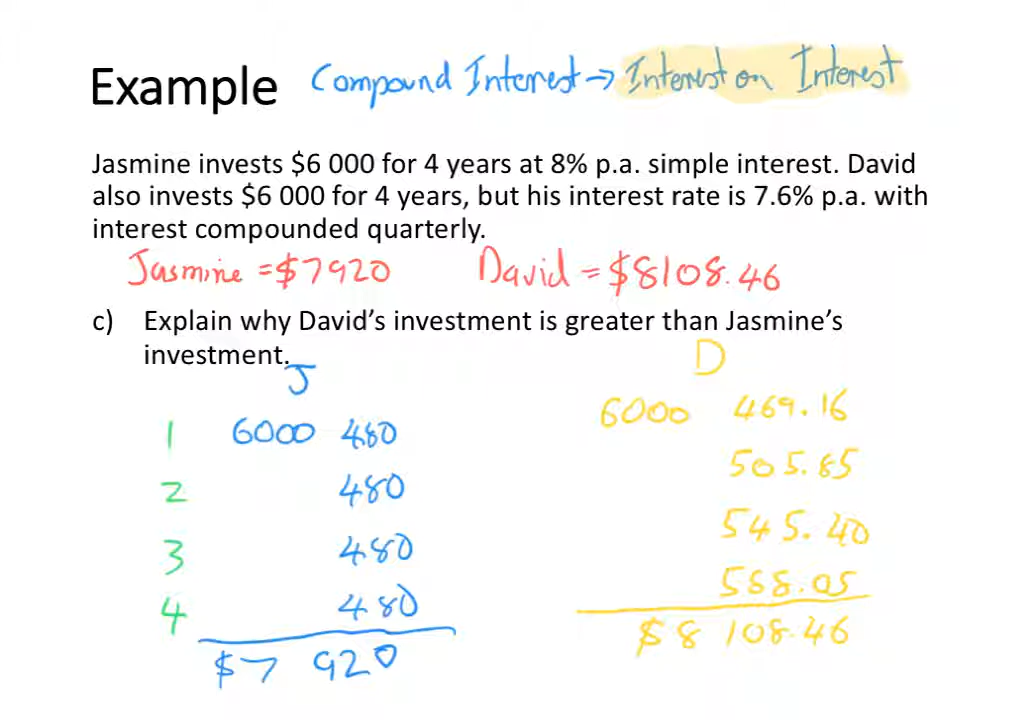 Example Compound Interest → Interest on Interest
Jasmine invests $6 000 for 4 years at 8% p.a. simple interest. David
also invests $6 000 for 4 years, but his interest rate is 7.6% p.a. with
interest compounded quarterly.
Jasmine = $7920 David = $8108.46
c) Explain why David's investment is greater than Jasmine's
investment.
J D
1 6000 480 6000 469.16
2 480 505.85
3 480 545.40
4 480 588.05
$7 920 $8 108.46